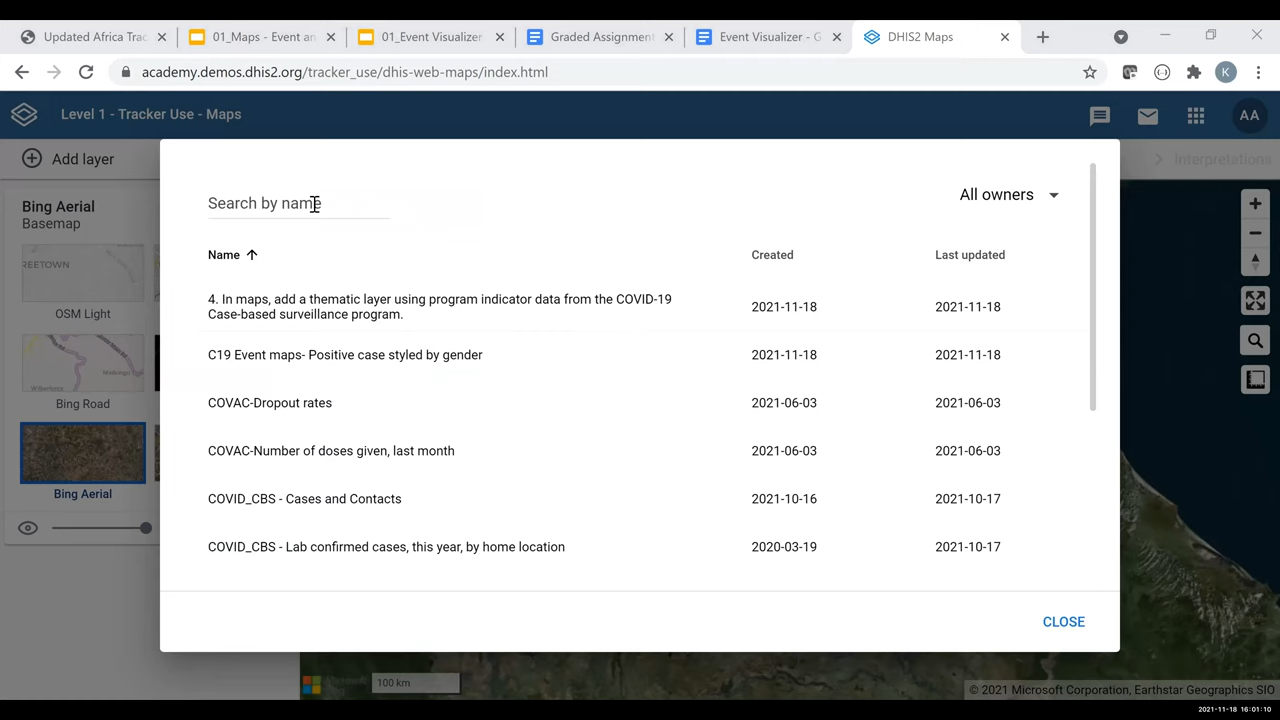 Updated Africa Trac
01_Maps - Event an
01_Event Visualizer
Graded Assignment
Event Visualizer - G
DHIS2 Maps
academy.demos.dhis2.org/tracker_use/dhis-web-maps/index.html
K
Level 1 - Tracker Use - Maps
AA
Add layer
Interpretations
Bing Aerial
Basemap
REETOWN
OSM Light
Bing Road
Bing Aerial
Search by name
All owners
Name Created Last updated
4. In maps, add a thematic layer using program indicator data from the COVID-19
Case-based surveillance program. 2021-11-18 2021-11-18
C19 Event maps- Positive case styled by gender 2021-11-18 2021-11-18
COVAC-Dropout rates 2021-06-03 2021-06-03
COVAC-Number of doses given, last month 2021-06-03 2021-06-03
COVID_CBS - Cases and Contacts 2021-10-16 2021-10-17
COVID_CBS - Lab confirmed cases, this year, by home location 2020-03-19 2021-10-17
CLOSE
100 km
© 2021 Microsoft Corporation, Earthstar Geographics SIO
2021-11-18 16:01:10